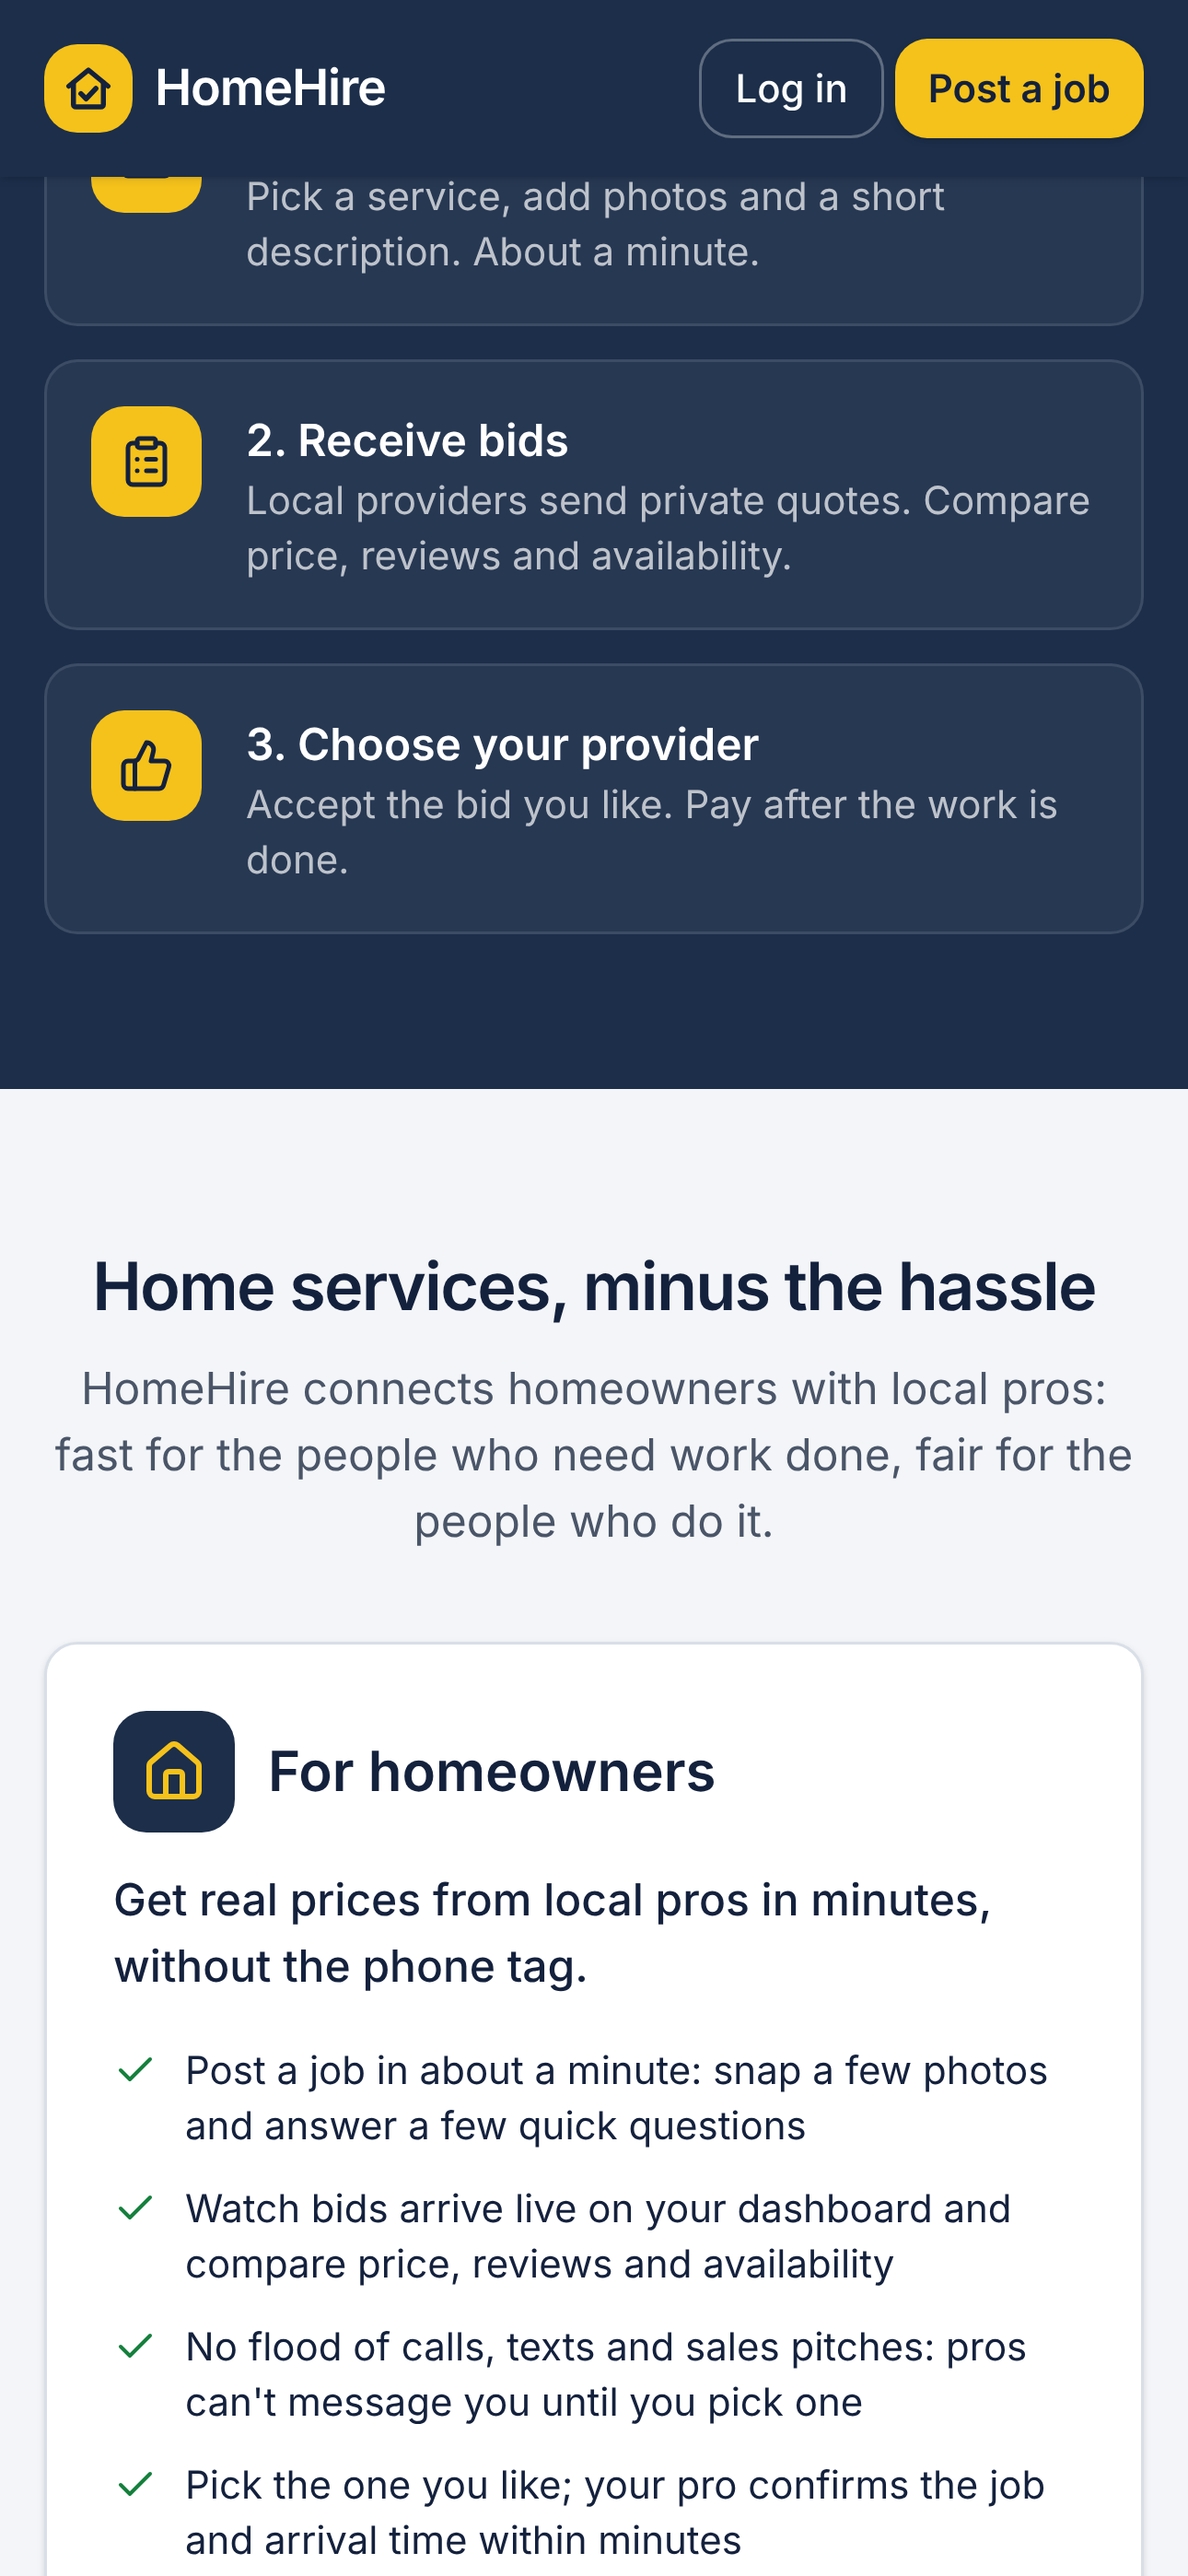 HomeHire
Log in
Post a job
Pick a service, add photos and a short
description. About a minute.
2. Receive bids
Local providers send private quotes. Compare
price, reviews and availability.
3. Choose your provider
Accept the bid you like. Pay after the work is
done.
Home services, minus the hassle
HomeHire connects homeowners with local pros:
fast for the people who need work done, fair for the
people who do it.
For homeowners
Get real prices from local pros in minutes,
without the phone tag.
Post a job in about a minute: snap a few photos
and answer a few quick questions
Watch bids arrive live on your dashboard and
compare price, reviews and availability
No flood of calls, texts and sales pitches: pros
can't message you until you pick one
Pick the one you like; your pro confirms the job
and arrival time within minutes